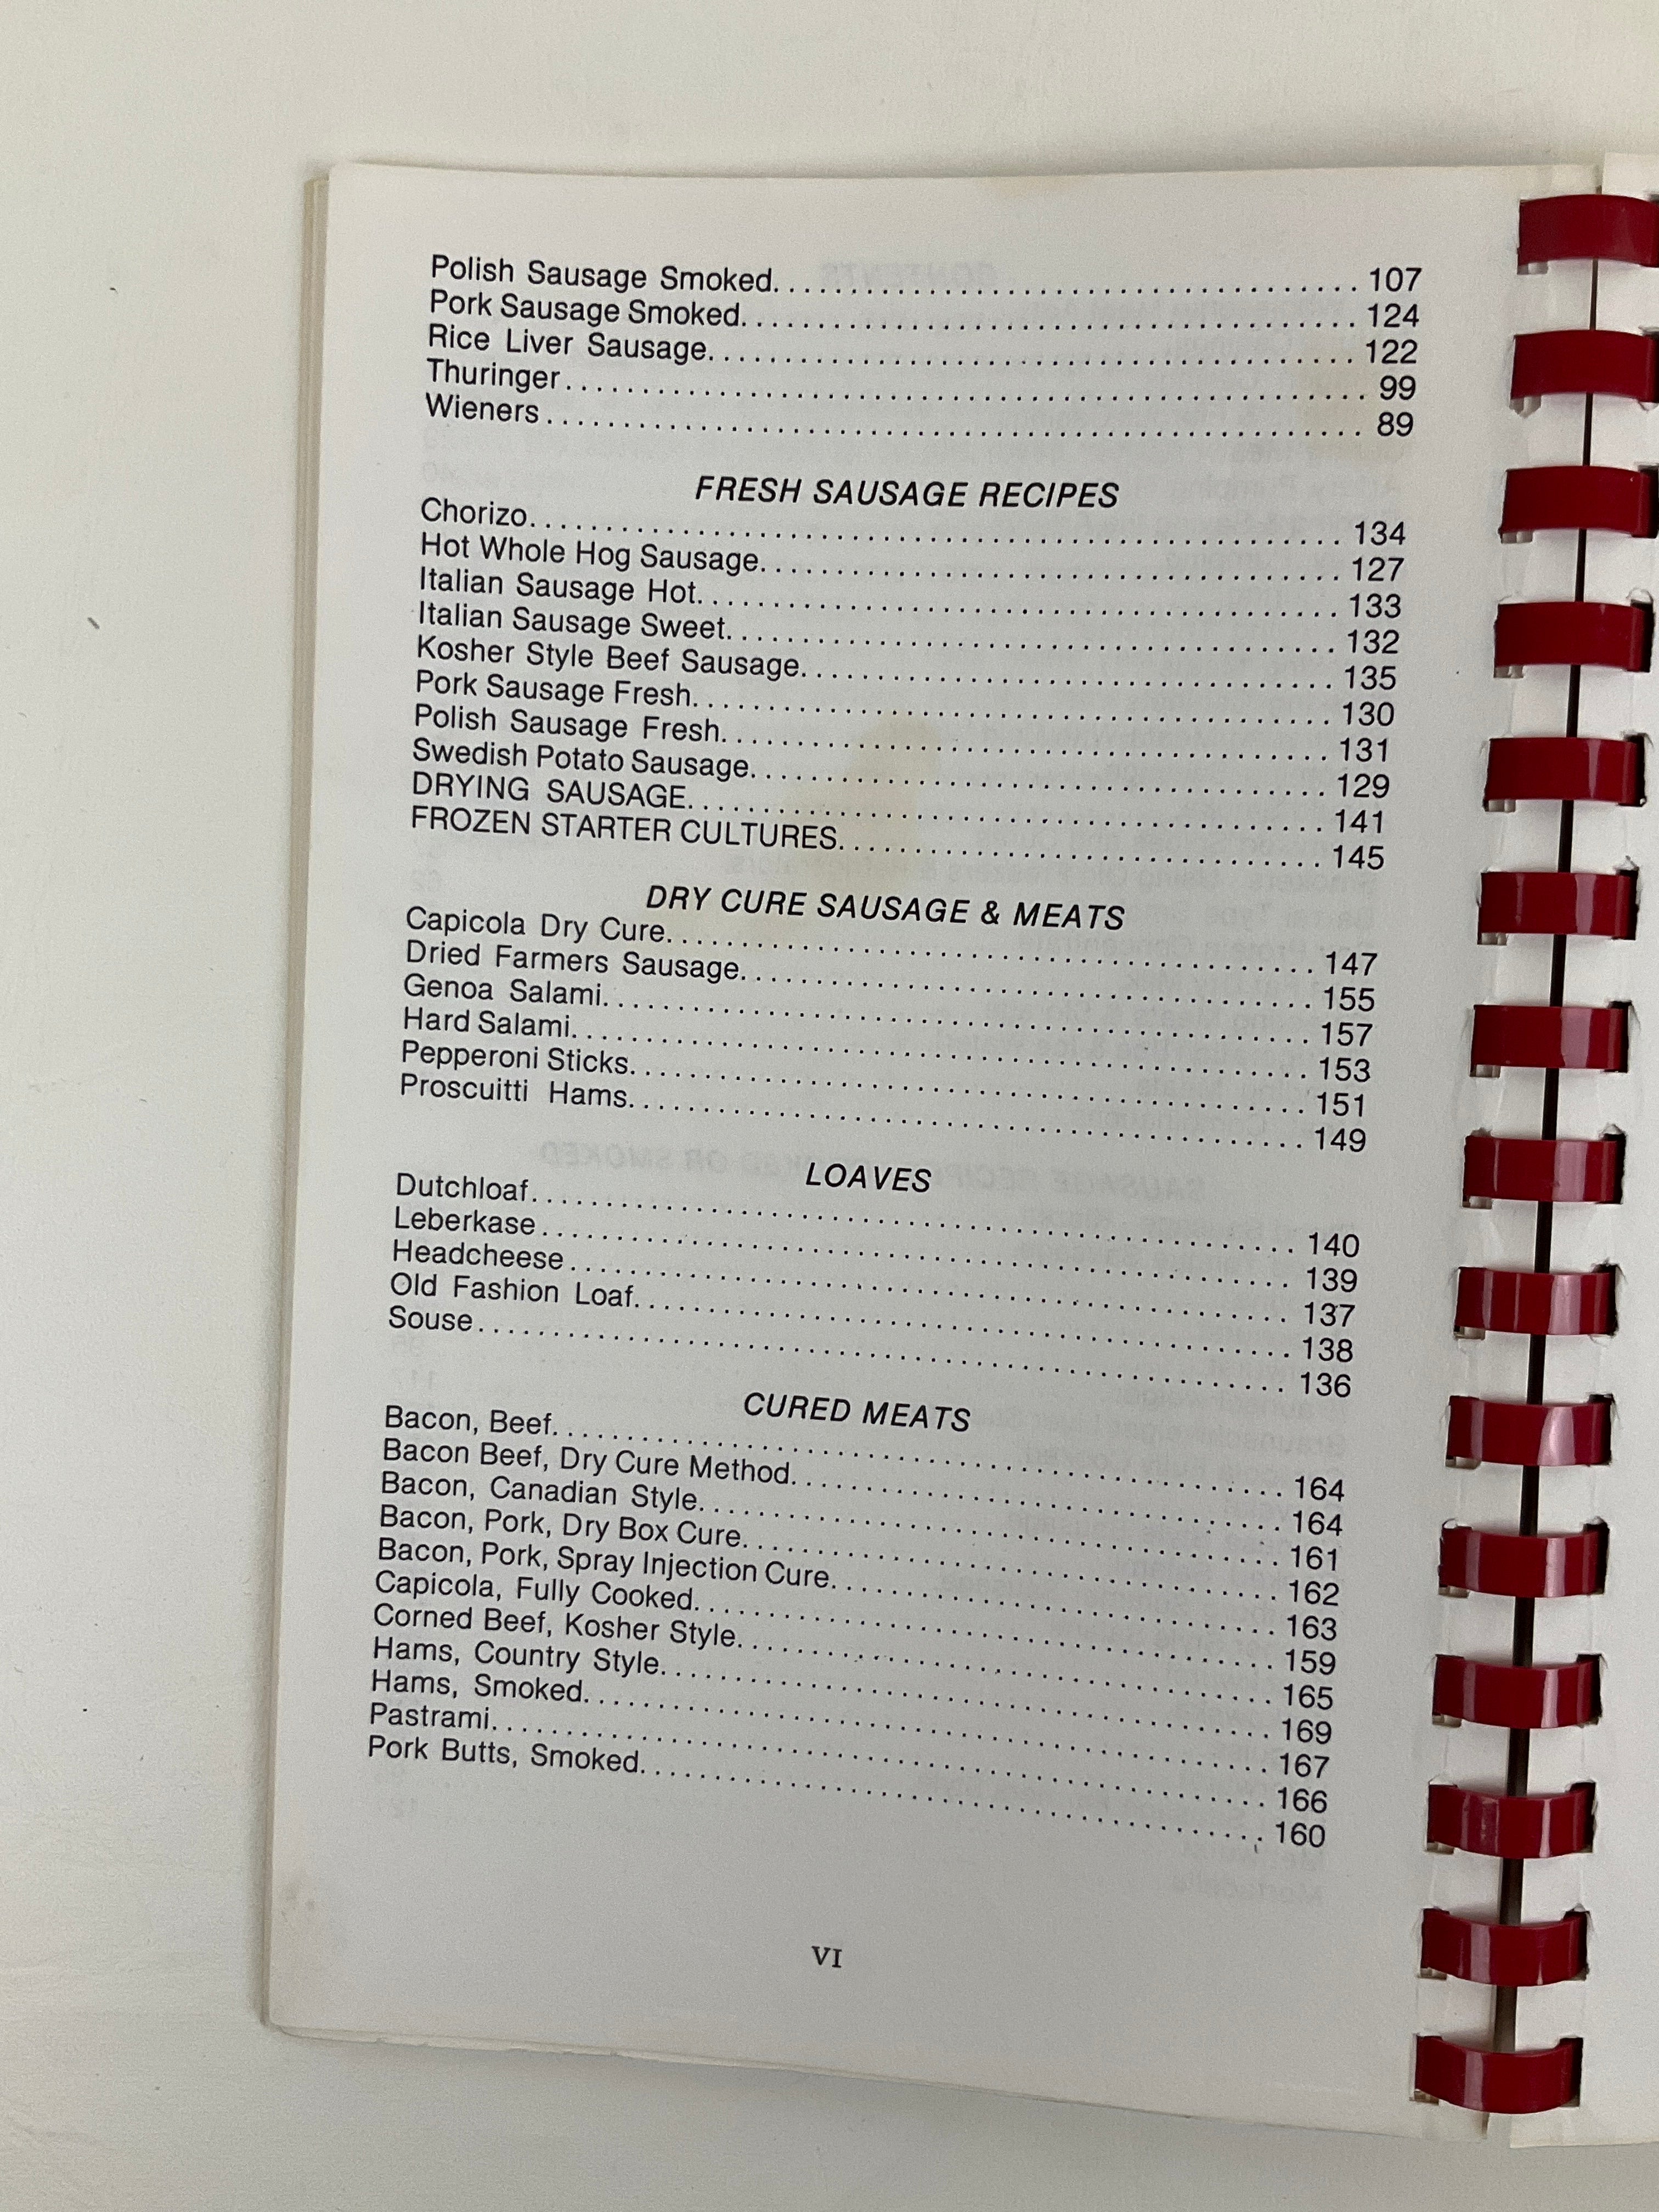 Polish Sausage Smoked........................................ 107
Pork Sausage Smoked.......................................... 124
Rice Liver Sausage............................................ 122
Thuringer...................................................... 99
Wieners........................................................ 89
FRESH SAUSAGE RECIPES
Chorizo....................................................... 134
Hot Whole Hog Sausage........................................ 127
Italian Sausage Hot........................................... 133
Italian Sausage Sweet......................................... 132
Kosher Style Beef Sausage.................................... 135
Pork Sausage Fresh............................................ 130
Polish Sausage Fresh.......................................... 131
Swedish Potato Sausage....................................... 129
DRYING SAUSAGE............................................ 141
FROZEN STARTER CULTURES................................. 145
DRY CURE SAUSAGE & MEATS
Capicola Dry Cure............................................. 147
Dried Farmers Sausage........................................ 155
Genoa Salami................................................. 157
Hard Salami................................................... 153
Pepperoni Sticks............................................... 151
Proscuitti Hams............................................... 149
LOAVES
Dutchloaf..................................................... 140
Leberkase..................................................... 139
Headcheese................................................... 137
Old Fashion Loaf.............................................. 138
Souse......................................................... 136
CURED MEATS
Bacon, Beef................................................... 164
Bacon Beef, Dry Cure Method.................................. 164
Bacon, Canadian Style......................................... 161
Bacon, Pork, Dry Box Cure..................................... 162
Bacon, Pork, Spray Injection Cure.............................. 163
Capicola, Fully Cooked........................................ 159
Corned Beef, Kosher Style..................................... 165
Hams, Country Style........................................... 169
Hams, Smoked................................................ 167
Pastrami...................................................... 166
Pork Butts, Smoked............................................ 160
VI